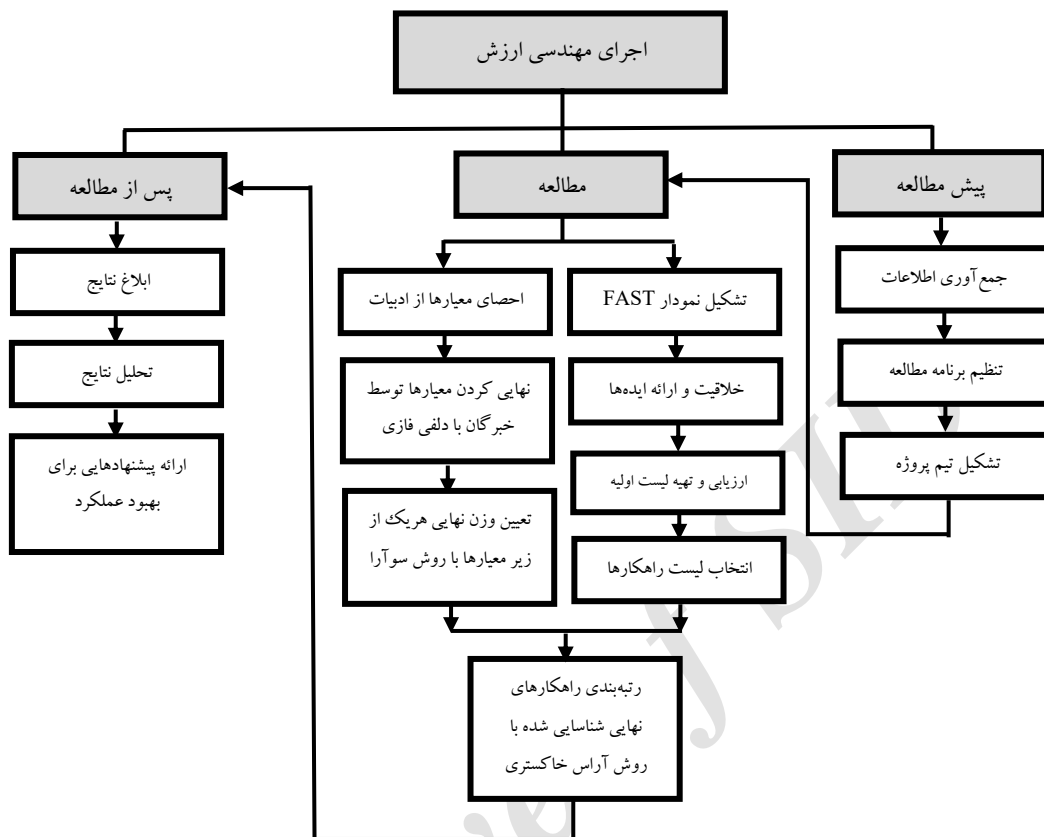 اجرای مهندسی ارزش
پیش مطالعه
جمع‌آوری اطلاعات
تنظیم برنامه مطالعه
تشکیل تیم پروژه
مطالعه
تشکیل نمودار FAST
خلاقیت و ارائه ایده‌ها
ارزیابی و تهیه لیست اولیه
انتخاب لیست راهکارها
احصای معیارها از ادبیات
نهایی کردن معیارها توسط
خبرگان با دلفی فازی
تعیین وزن نهایی هریک از
زیر معیارها با روش سوآرا
رتبه‌بندی راهکارهای
نهایی شناسایی شده با
روش آراس خاکستری
پس از مطالعه
ابلاغ نتایج
تحلیل نتایج
ارائه پیشنهادهایی برای
بهبود عملکرد